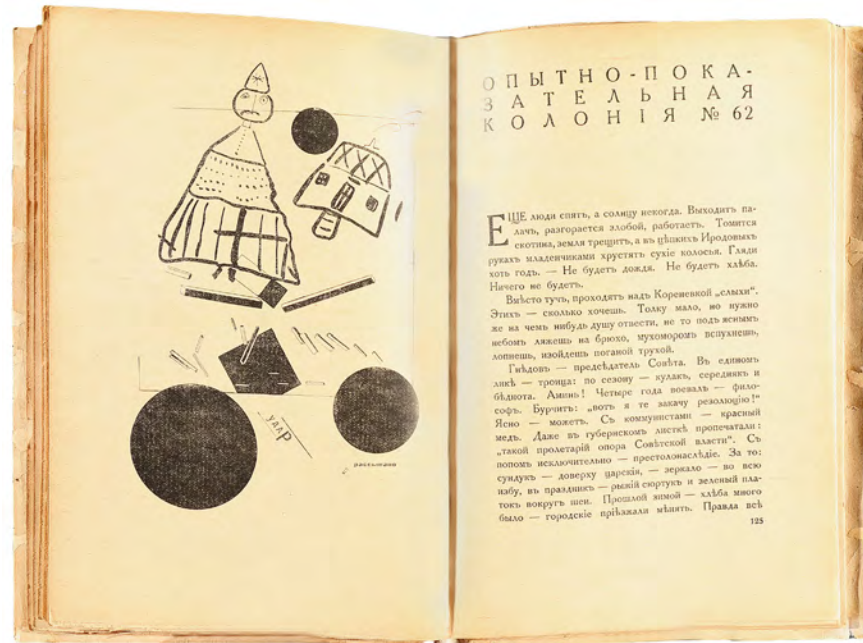 УДАР
рассыпался
ОПЫТНО-ПОКА-
ЗАТЕЛЬНАЯ
КОЛОНІЯ № 62
ЕЩЕ люди спятъ, а солнцу некогда. Выходитъ па-
лачъ, разгорается злобой, работаетъ. Томится
скотина, земля трещитъ, а въ цѣпкихъ Иродовыхъ
рукахъ младенчиками хрустятъ сухіе колосья. Гляди
хоть годъ. — Не будетъ дождя. Не будетъ хлѣба.
Ничего не будетъ.
Вмѣсто тучъ, проходятъ надъ Кореневкой „слыхи“.
Этихъ — сколько хочешь. Толку мало, но нужно
же на чемъ нибудь душу отвести, не то подъ яснымъ
небомъ ляжешь на брюхо, мухоморомъ вспухнешь,
лопнешь, изойдешь поганой трухой.
Гнѣдовъ — предсѣдатель Совѣта. Въ единомъ
ликѣ — троица: по сезону — кулакъ, середнякъ и
бѣднота. Аминь! Четыре года воевалъ — фило-
софъ. Бурчитъ: „вотъ я те закачу резолюцію!“
Ясно — можетъ. Съ коммунистами — красный
медъ. Даже въ губернскомъ листкѣ пропечатали:
„такой пролетарій опора Совѣтской власти“. Съ
попомъ исключительно — престолонаслѣдіе. За то:
сундукъ — доверху царскія, — зеркало — во всю
избу, въ праздникъ — рыжій сюртукъ и зеленый пла-
токъ вокругъ шеи. Прошлой зимой — хлѣба много
было — городскіе пріѣзжали мѣнять. Правда всѣ
125